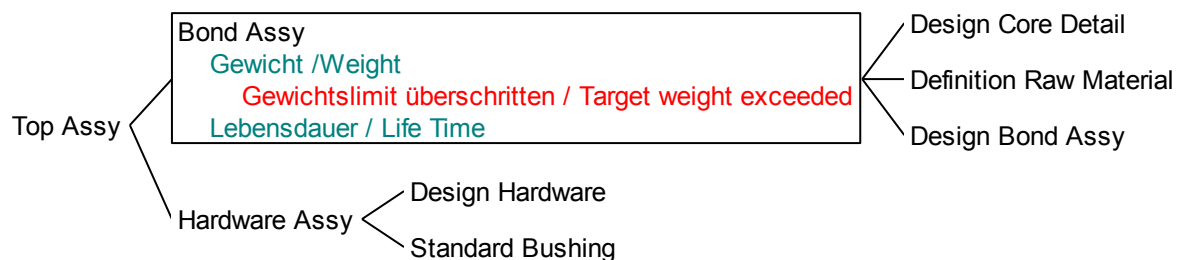 Top Assy
Bond Assy
Gewicht /Weight
Gewichtslimit überschritten / Target weight exceeded
Lebensdauer / Life Time
Design Core Detail
Definition Raw Material
Design Bond Assy
Hardware Assy
Design Hardware
Standard Bushing